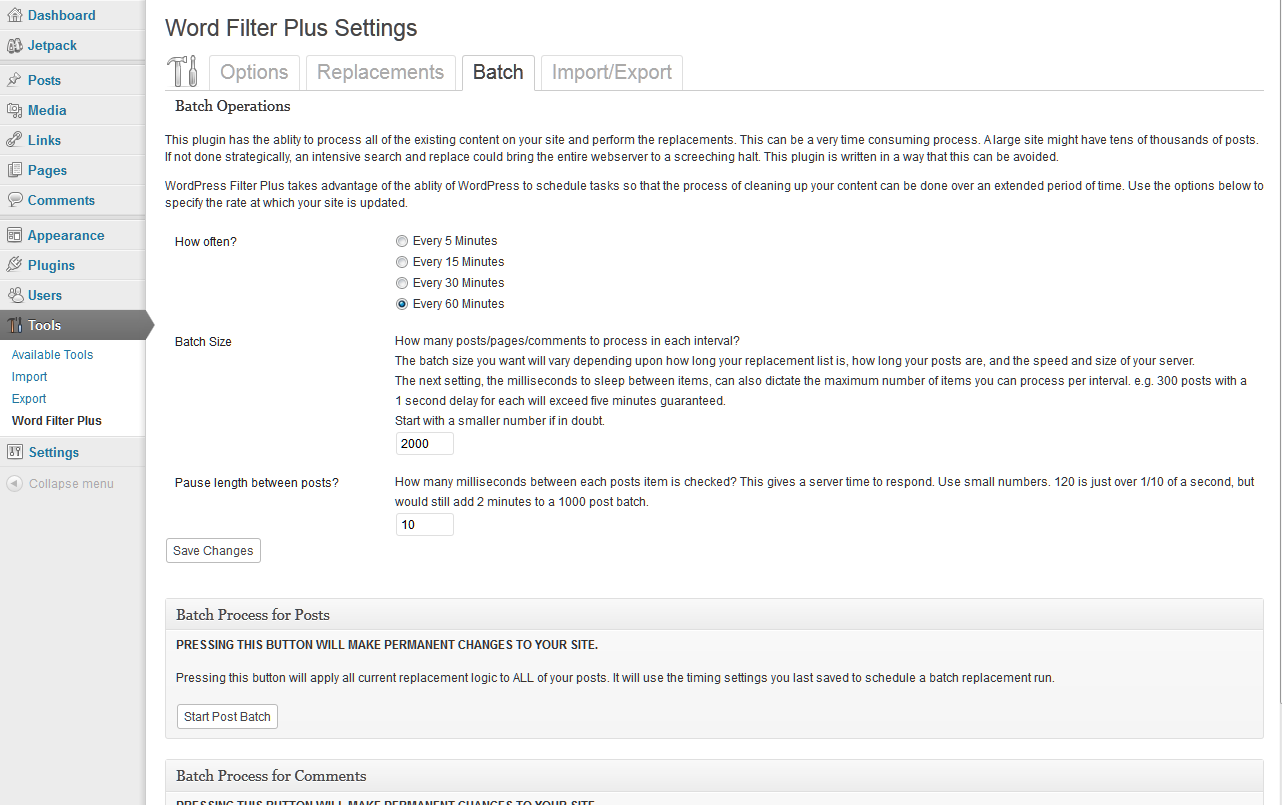 Dashboard
Jetpack
Posts
Media
Links
Pages
Comments
Appearance
Plugins
Users
Tools
Available Tools
Import
Export
Word Filter Plus
Settings
Collapse menu
Word Filter Plus Settings
Options
Replacements
Batch
Import/Export
Batch Operations
This plugin has the ablity to process all of the existing content on your site and perform the replacements. This can be a very time consuming process. A large site might have tens of thousands of posts.
If not done strategically, an intensive search and replace could bring the entire webserver to a screeching halt. This plugin is written in a way that this can be avoided.
WordPress Filter Plus takes advantage of the ablity of WordPress to schedule tasks so that the process of cleaning up your content can be done over an extended period of time. Use the options below to
specify the rate at which your site is updated.
How often?
Every 5 Minutes
Every 15 Minutes
Every 30 Minutes
Every 60 Minutes
Batch Size
How many posts/pages/comments to process in each interval?
The batch size you want will vary depending upon how long your replacement list is, how long your posts are, and the speed and size of your server.
The next setting, the milliseconds to sleep between items, can also dictate the maximum number of items you can process per interval. e.g. 300 posts with a
1 second delay for each will exceed five minutes guaranteed.
Start with a smaller number if in doubt.
2000
Pause length between posts?
How many milliseconds between each posts item is checked? This gives a server time to respond. Use small numbers. 120 is just over 1/10 of a second, but
would still add 2 minutes to a 1000 post batch.
10
Save Changes
Batch Process for Posts
PRESSING THIS BUTTON WILL MAKE PERMANENT CHANGES TO YOUR SITE.
Pressing this button will apply all current replacement logic to ALL of your posts. It will use the timing settings you last saved to schedule a batch replacement run.
Start Post Batch
Batch Process for Comments
PRESSING THIS BUTTON WILL MAKE PERMANENT CHANGES TO YOUR SITE.